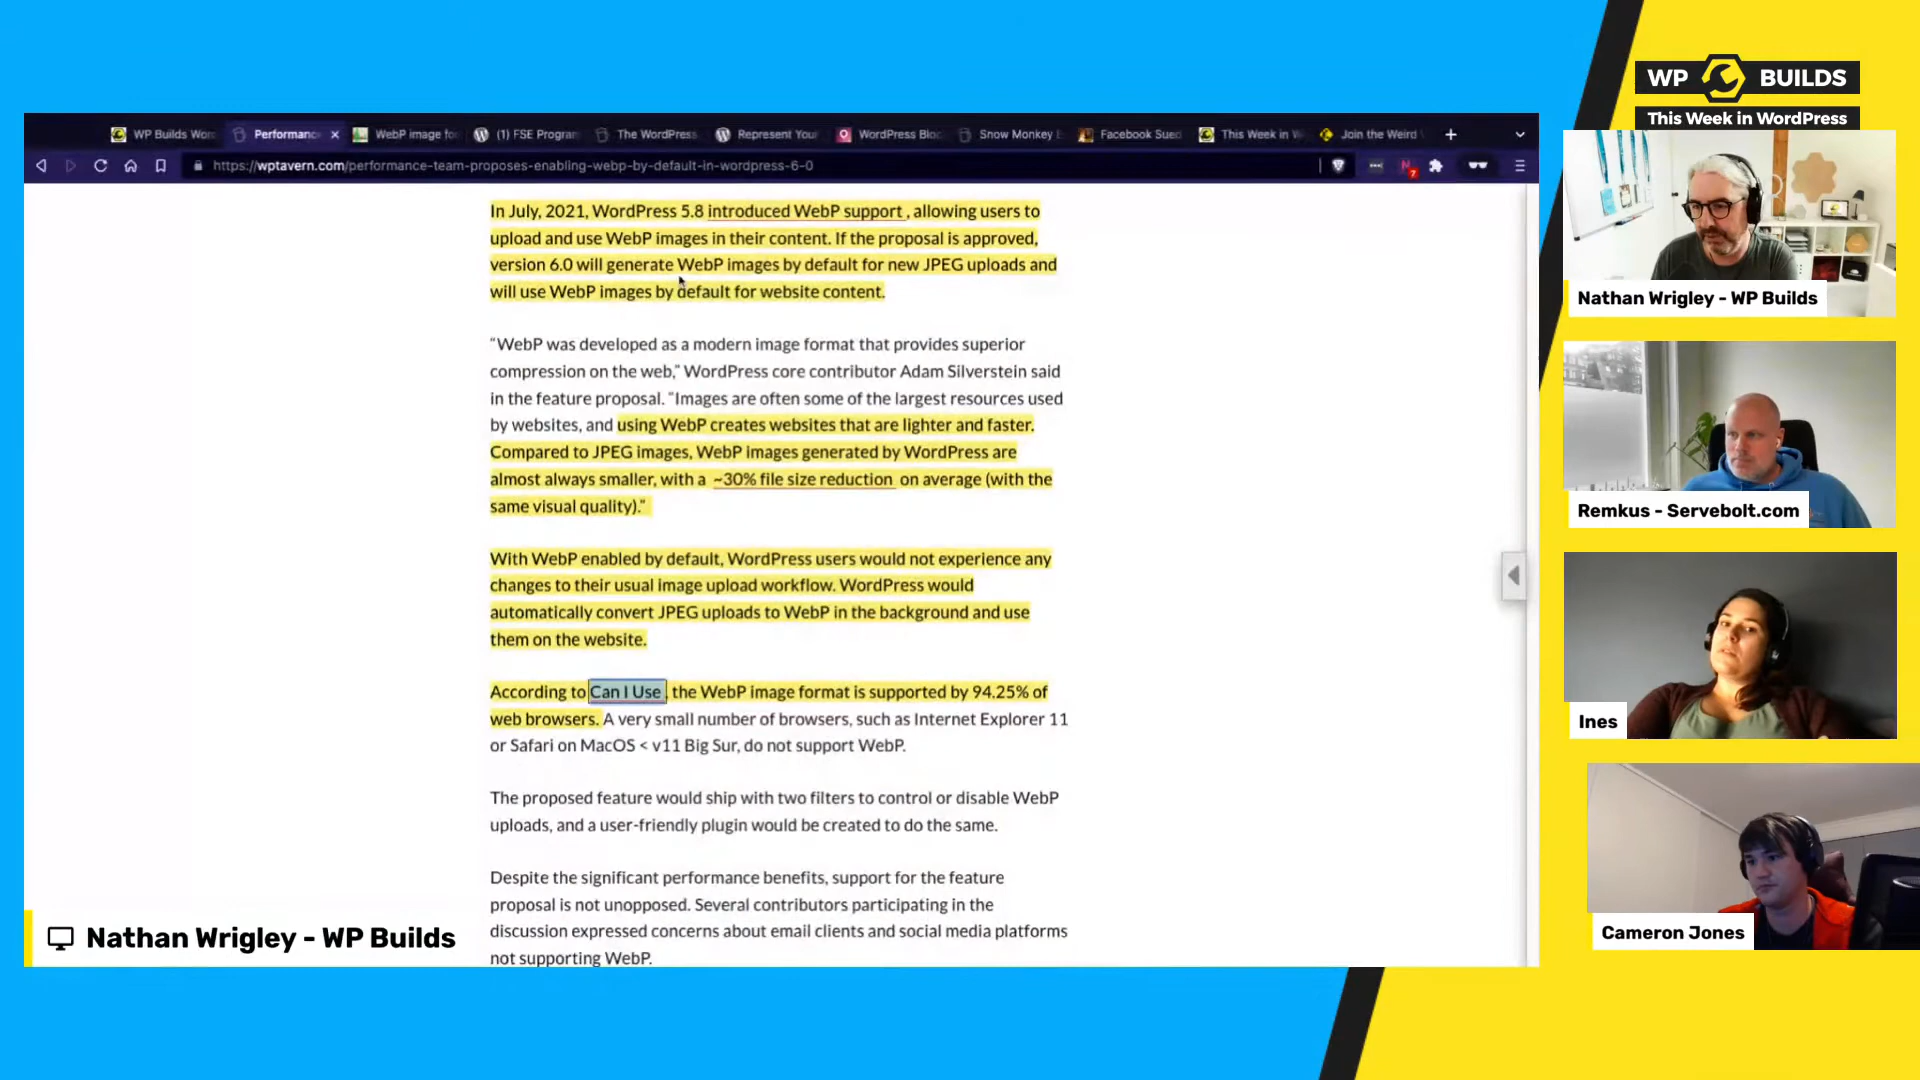 WP BUILDS
This Week in WordPress
WP Builds Wor
Performanc
WebP image fo
(1) FSE Program
The WordPress
Represent Your
WordPress Bloc
Snow Monkey E
Facebook Sued
This Week in W
Join the Weird
https://wptavern.com/performance-team-proposes-enabling-webp-by-default-in-wordpress-6-0
In July, 2021, WordPress 5.8 introduced WebP support , allowing users to
upload and use WebP images in their content. If the proposal is approved,
version 6.0 will generate WebP images by default for new JPEG uploads and
will use WebP images by default for website content.
“WebP was developed as a modern image format that provides superior
compression on the web,” WordPress core contributor Adam Silverstein said
in the feature proposal. “Images are often some of the largest resources used
by websites, and using WebP creates websites that are lighter and faster.
Compared to JPEG images, WebP images generated by WordPress are
almost always smaller, with a ~30% file size reduction on average (with the
same visual quality).”
With WebP enabled by default, WordPress users would not experience any
changes to their usual image upload workflow. WordPress would
automatically convert JPEG uploads to WebP in the background and use
them on the website.
According to Can I Use , the WebP image format is supported by 94.25% of
web browsers. A very small number of browsers, such as Internet Explorer 11
or Safari on MacOS < v11 Big Sur, do not support WebP.
The proposed feature would ship with two filters to control or disable WebP
uploads, and a user-friendly plugin would be created to do the same.
Despite the significant performance benefits, support for the feature
proposal is not unopposed. Several contributors participating in the
discussion expressed concerns about email clients and social media platforms
not supporting WebP.
Nathan Wrigley - WP Builds
Nathan Wrigley - WP Builds
Remkus - Servebolt.com
Ines
Cameron Jones